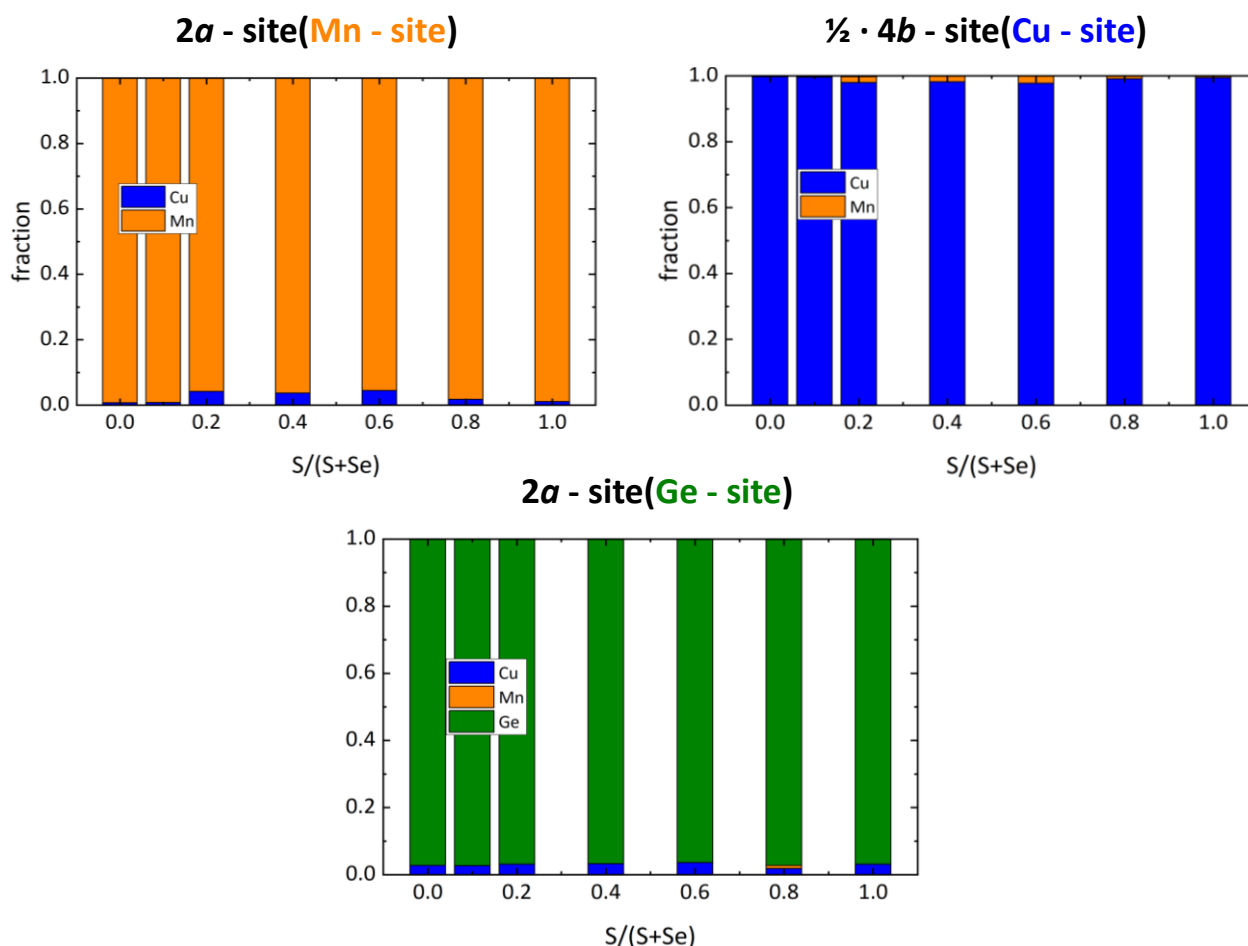 2a - site(Mn - site)
1.0
0.8
0.6
0.4
0.2
0.0
fraction
Cu
Mn
0.0 0.2 0.4 0.6 0.8 1.0
S/(S+Se)
½ · 4b - site(Cu - site)
1.0
0.8
0.6
0.4
0.2
0.0
fraction
Cu
Mn
0.0 0.2 0.4 0.6 0.8 1.0
S/(S+Se)
2a - site(Ge - site)
1.0
0.8
0.6
0.4
0.2
0.0
fraction
Cu
Mn
Ge
0.0 0.2 0.4 0.6 0.8 1.0
S/(S+Se)